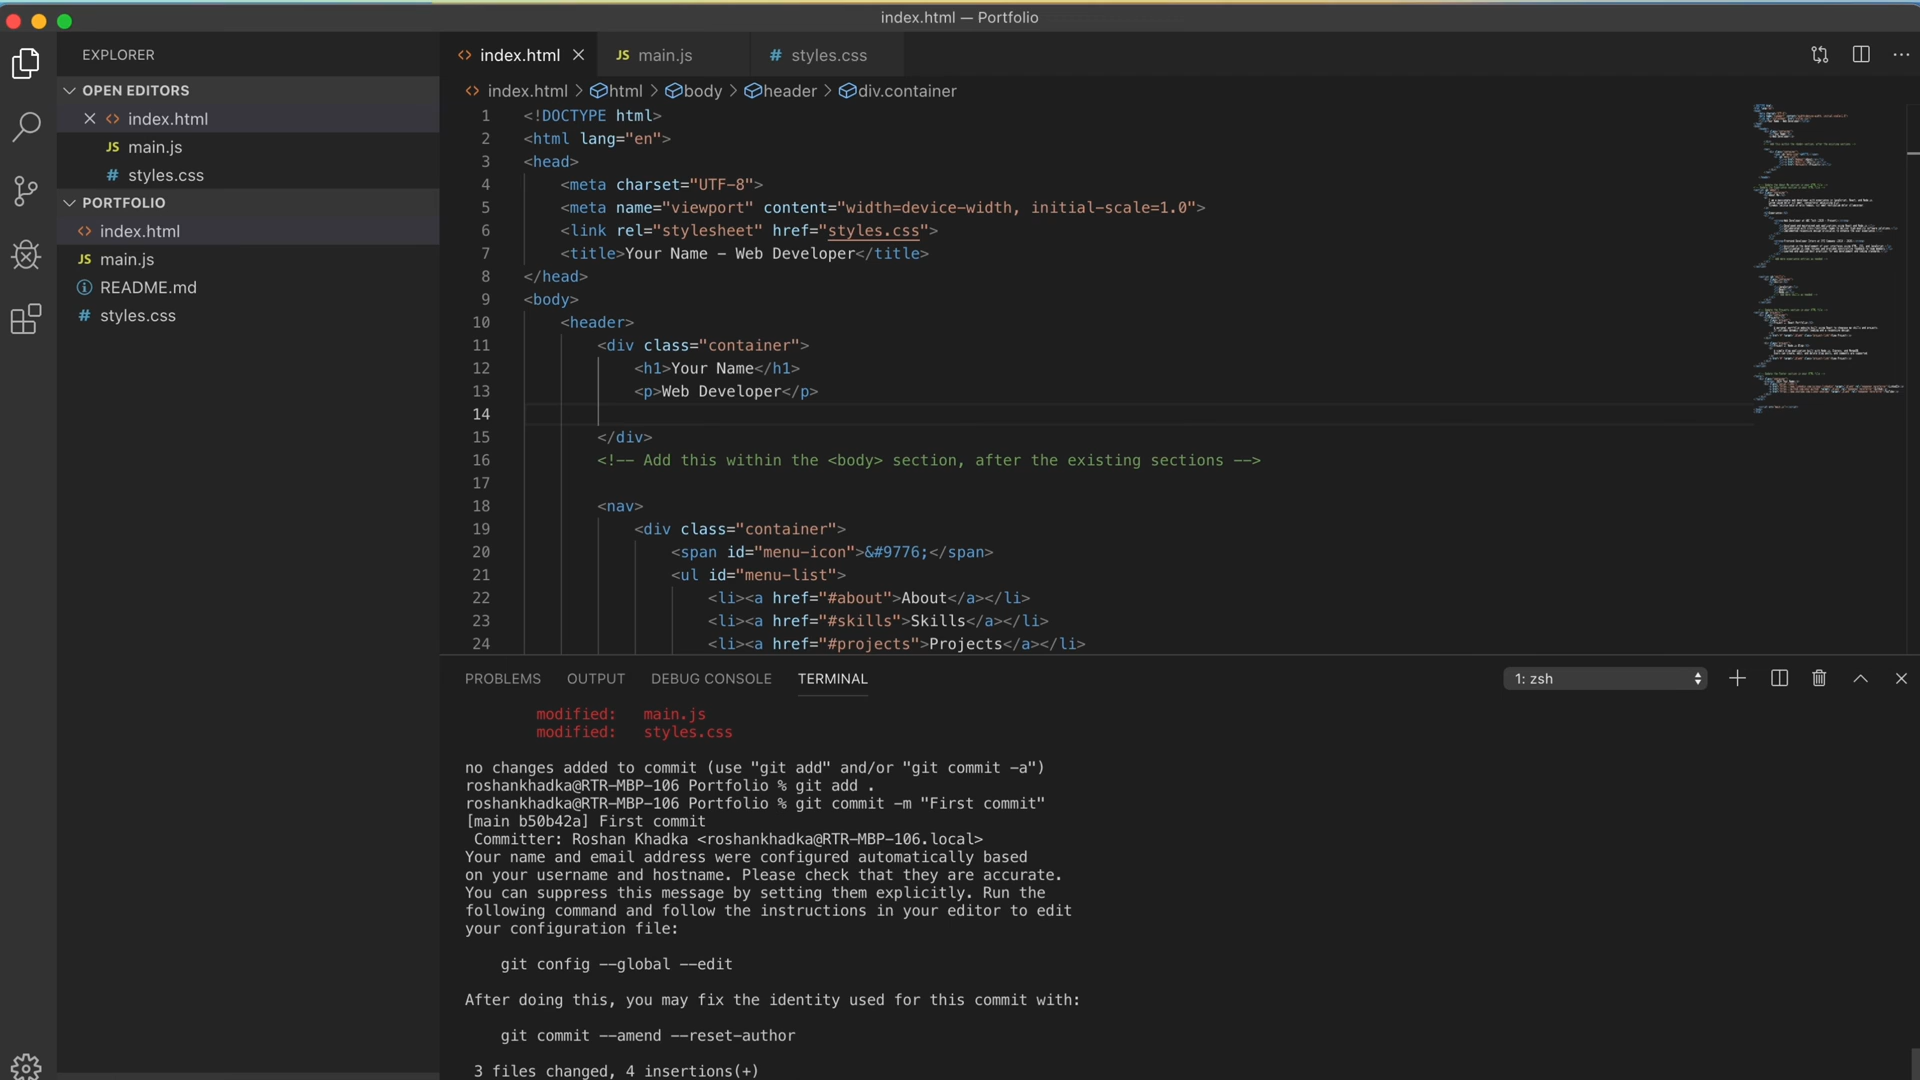 index.html — Portfolio
EXPLORER
OPEN EDITORS
index.html
JS main.js
# styles.css
PORTFOLIO
index.html
JS main.js
README.md
# styles.css
index.html
JS main.js
# styles.css
index.html > html > body > header > div.container
1 <!DOCTYPE html>
2 <html lang="en">
3 <head>
4 <meta charset="UTF-8">
5 <meta name="viewport" content="width=device-width, initial-scale=1.0">
6 <link rel="stylesheet" href="styles.css">
7 <title>Your Name – Web Developer</title>
8 </head>
9 <body>
10 <header>
11 <div class="container">
12 <h1>Your Name</h1>
13 <p>Web Developer</p>
14
15 </div>
16 <!-- Add this within the <body> section, after the existing sections -->
17
18 <nav>
19 <div class="container">
20 <span id="menu-icon">&#9776;</span>
21 <ul id="menu-list">
22 <li><a href="#about">About</a></li>
23 <li><a href="#skills">Skills</a></li>
24 <li><a href="#projects">Projects</a></li>
PROBLEMS OUTPUT DEBUG CONSOLE TERMINAL
1: zsh
modified: main.js
modified: styles.css
no changes added to commit (use "git add" and/or "git commit -a")
roshankhadka@RTR-MBP-106 Portfolio % git add .
roshankhadka@RTR-MBP-106 Portfolio % git commit -m "First commit"
[main b50b42a] First commit
Committer: Roshan Khadka <roshankhadka@RTR-MBP-106.local>
Your name and email address were configured automatically based
on your username and hostname. Please check that they are accurate.
You can suppress this message by setting them explicitly. Run the
following command and follow the instructions in your editor to edit
your configuration file:
git config --global --edit
After doing this, you may fix the identity used for this commit with:
git commit --amend --reset-author
3 files changed, 4 insertions(+)